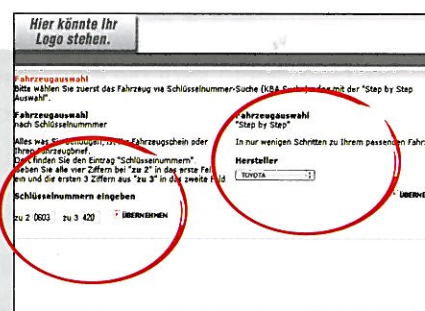 Hier könnte Ihr
Logo stehen.
Fahrzeugauswahl
Bitte wählen Sie zuerst das Fahrzeug via Schlüsselnummer-Suche (KBA Suche) oder mit der "Step by Step
Auswahl".
Fahrzeugauswahl
nach Schlüsselnummmer
Alles was Sie benötigen, ist Ihr Fahrzeugschein oder
Ihren Fahrzeugbrief.
Dort finden Sie den Eintrag "Schlüsselnummern".
Geben Sie alle vier Ziffern bei "zu 2" in das erste Feld
ein und die ersten 3 Ziffern aus "zu 3" in das zweite Feld
Schlüsselnummern eingeben
zu 2 0603 zu 3 420 ÜBERNEHMEN
Fahrzeugauswahl
"Step by Step"
In nur wenigen Schritten zu Ihrem passenden Fahrz
Hersteller
TOYOTA
ÜBERNE